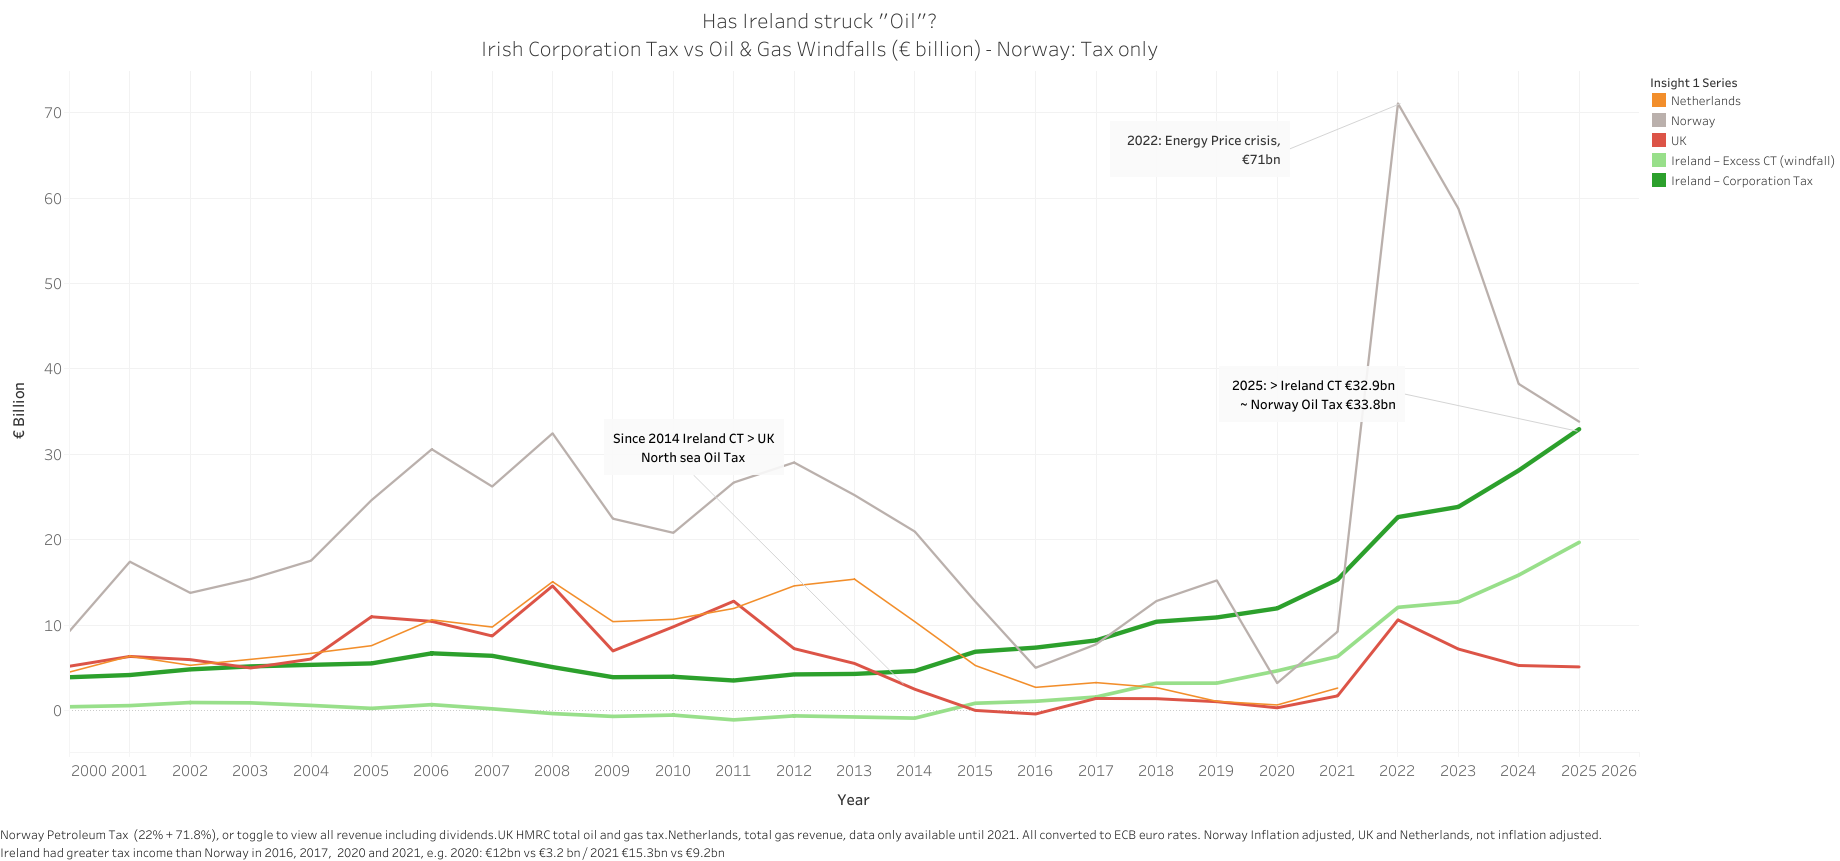 Has Ireland struck "Oil"?
Irish Corporation Tax vs Oil & Gas Windfalls (€ billion) - Norway: Tax only
Insight 1 Series
Netherlands
Norway
UK
Ireland – Excess CT (windfall)
Ireland – Corporation Tax
70
60
50
40
30
20
10
0
€ Billion
2022: Energy Price crisis,
€71bn
2025: > Ireland CT €32.9bn
~ Norway Oil Tax €33.8bn
Since 2014 Ireland CT > UK
North sea Oil Tax
2000 2001 2002 2003 2004 2005 2006 2007 2008 2009 2010 2011 2012 2013 2014 2015 2016 2017 2018 2019 2020 2021 2022 2023 2024 2025 2026
Year
Norway Petroleum Tax  (22% + 71.8%), or toggle to view all revenue including dividends.UK HMRC total oil and gas tax.Netherlands, total gas revenue, data only available until 2021. All converted to ECB euro rates. Norway Inflation adjusted, UK and Netherlands, not inflation adjusted.
Ireland had greater tax income than Norway in 2016, 2017,  2020 and 2021, e.g. 2020: €12bn vs €3.2 bn / 2021 €15.3bn vs €9.2bn